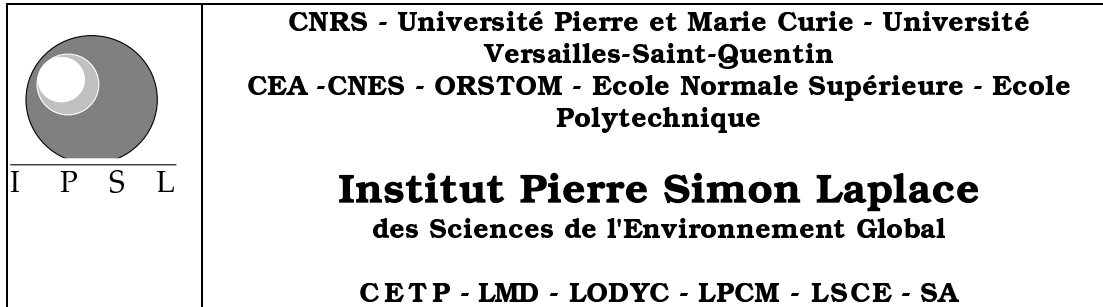 CNRS - Université Pierre et Marie Curie - Université
Versailles-Saint-Quentin
CEA -CNES - ORSTOM - Ecole Normale Supérieure - Ecole
Polytechnique
I P S L
Institut Pierre Simon Laplace
des Sciences de l'Environnement Global
CETP - LMD - LODYC - LPCM - LSCE - SA